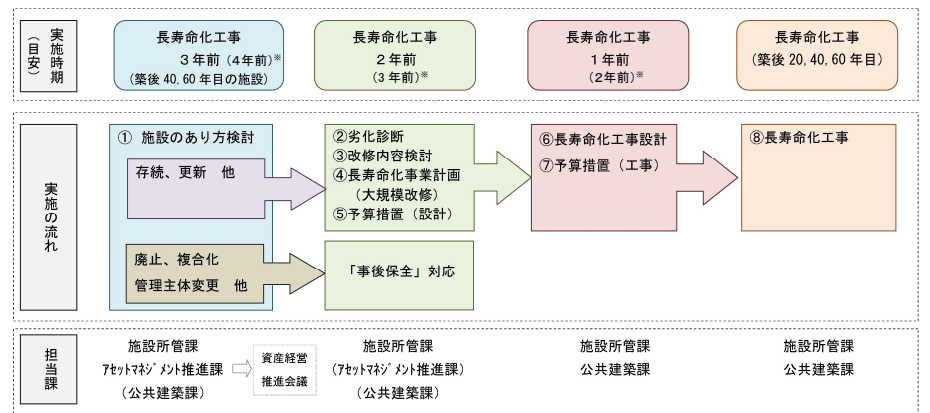 実施時期
（目安）
長寿命化工事
３年前（４年前）※
（築後40,60年目の施設）
長寿命化工事
２年前
（３年前）※
長寿命化工事
１年前
（2年前）※
長寿命化工事
（築後20,40,60年目）
実施の流れ
① 施設のあり方検討
存続、更新　他
廃止、複合化
管理主体変更　他
②劣化診断
③改修内容検討
④長寿命化事業計画
（大規模改修）
⑤予算措置（設計）
「事後保全」対応
⑥長寿命化工事設計
⑦予算措置（工事）
⑧長寿命化工事
担当課
施設所管課
ｱｾｯﾄﾏﾈｼﾞﾒﾝﾄ推進課
（公共建築課）
資産経営
推進会議
施設所管課
（ｱｾｯﾄﾏﾈｼﾞﾒﾝﾄ推進課）
（公共建築課）
施設所管課
公共建築課
施設所管課
公共建築課